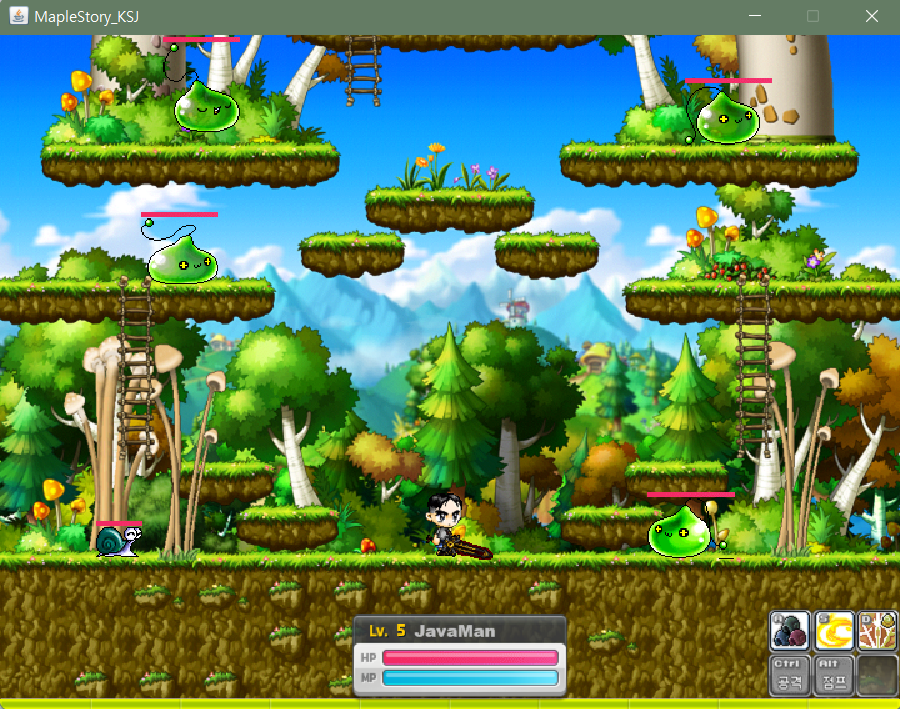 MapleStory_KSJ
Lv. 5 JavaMan
HP
MP
A S D
Ctrl Alt
공격 점프